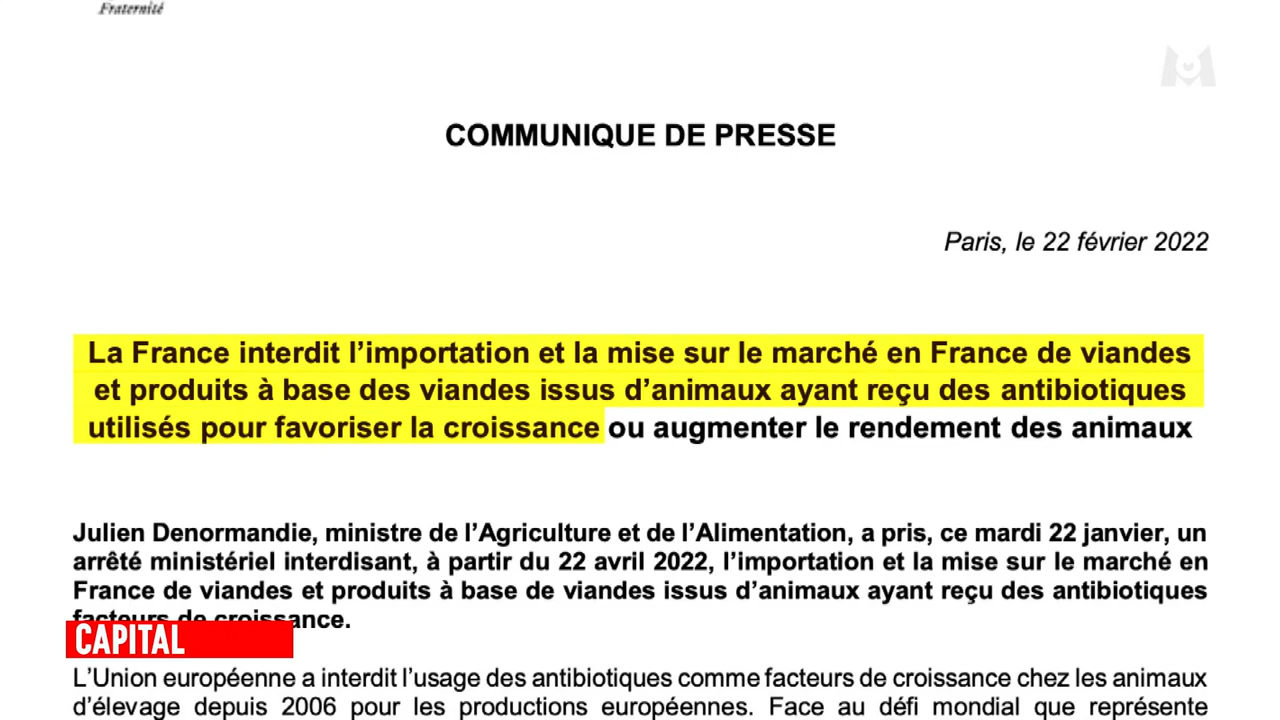 Fraternité
COMMUNIQUE DE PRESSE
Paris, le 22 février 2022
La France interdit l’importation et la mise sur le marché en France de viandes
et produits à base des viandes issus d’animaux ayant reçu des antibiotiques
utilisés pour favoriser la croissance ou augmenter le rendement des animaux
Julien Denormandie, ministre de l’Agriculture et de l’Alimentation, a pris, ce mardi 22 janvier, un
arrêté ministériel interdisant, à partir du 22 avril 2022, l’importation et la mise sur le marché en
France de viandes et produits à base de viandes issus d’animaux ayant reçu des antibiotiques
facteurs de croissance.
CAPITAL
L’Union européenne a interdit l’usage des antibiotiques comme facteurs de croissance chez les animaux
d’élevage depuis 2006 pour les productions européennes. Face au défi mondial que représente